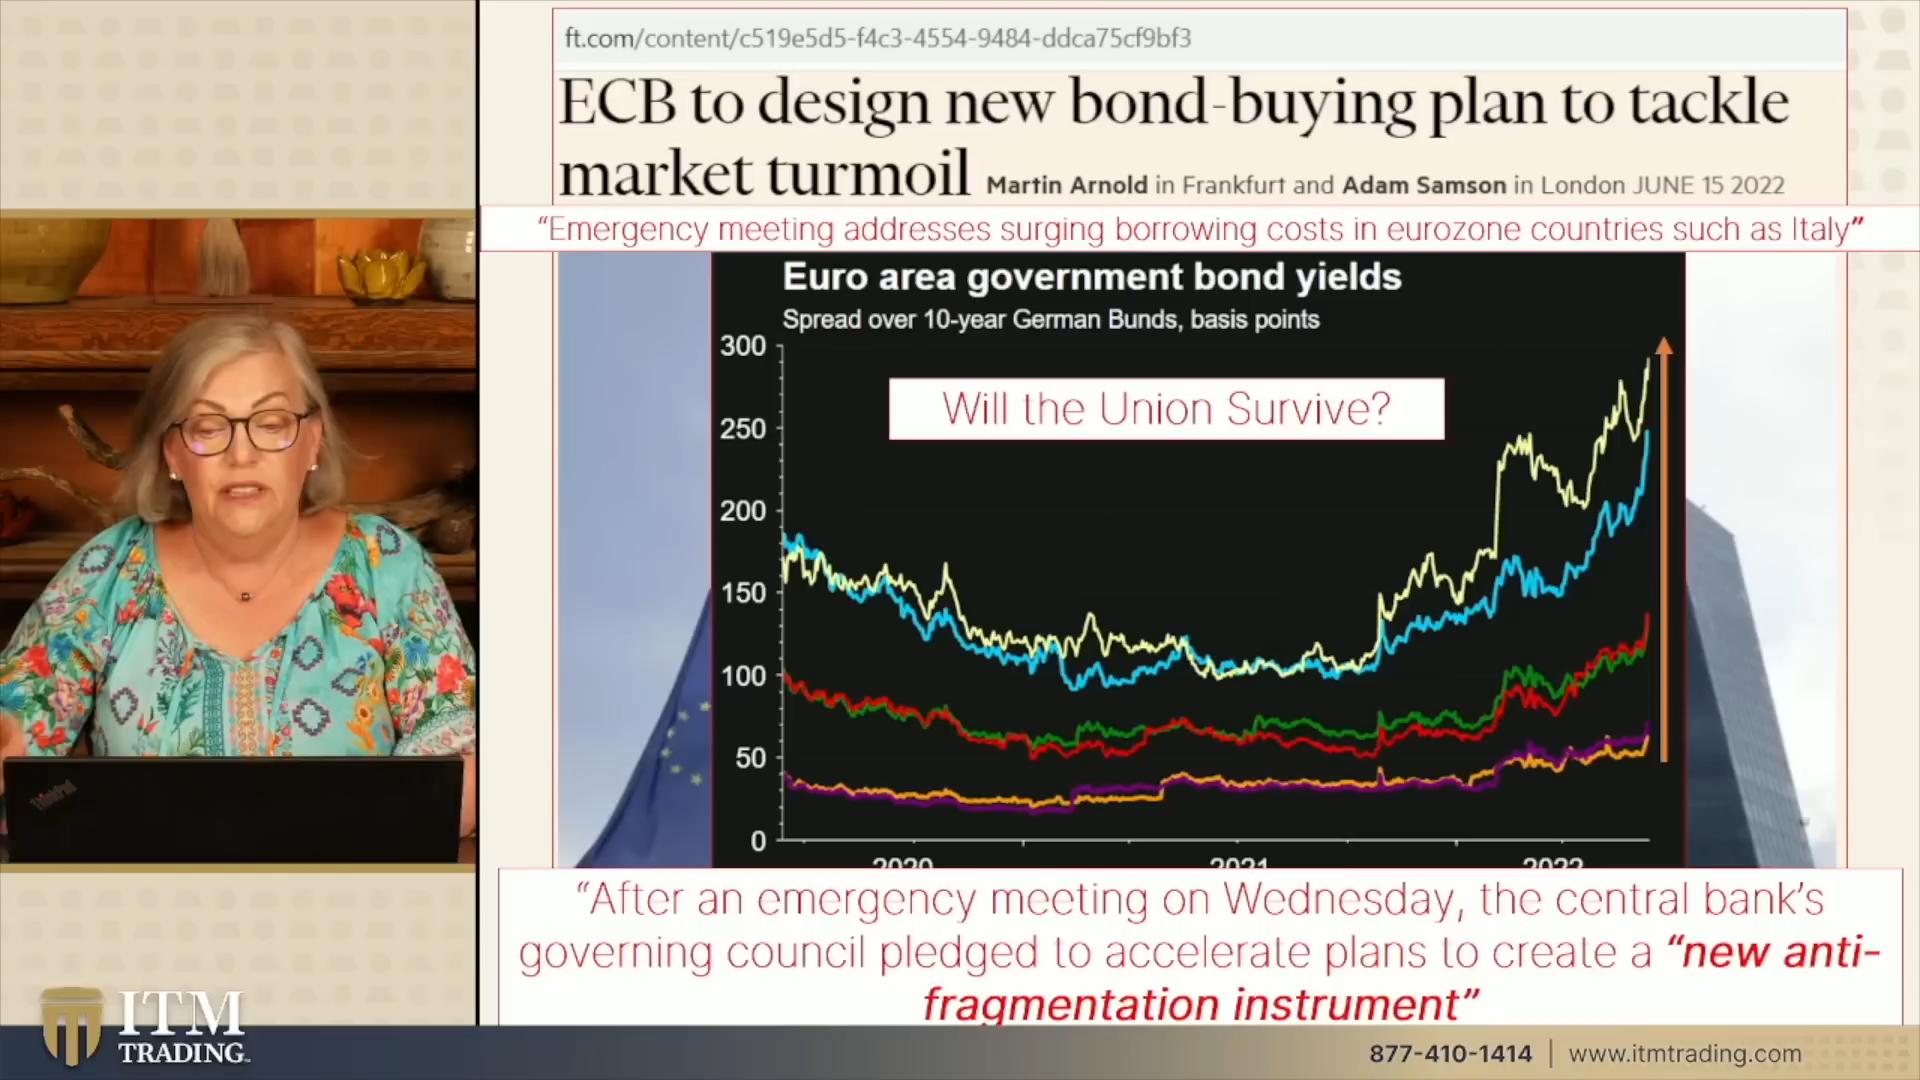 ft.com/content/c519e5d5-f4c3-4554-9484-ddca75cf9bf3
ECB to design new bond-buying plan to tackle
market turmoil Martin Arnold in Frankfurt and Adam Samson in London JUNE 15 2022
“Emergency meeting addresses surging borrowing costs in eurozone countries such as Italy”
Euro area government bond yields
Spread over 10-year German Bunds, basis points
300
Will the Union Survive?
250
200
150
100
50
0
2020 2021 2022
“After an emergency meeting on Wednesday, the central bank’s
governing council pledged to accelerate plans to create a “new anti-
fragmentation instrument”
ThinkPad
ITM
TRADING
877-410-1414 | www.itmtrading.com